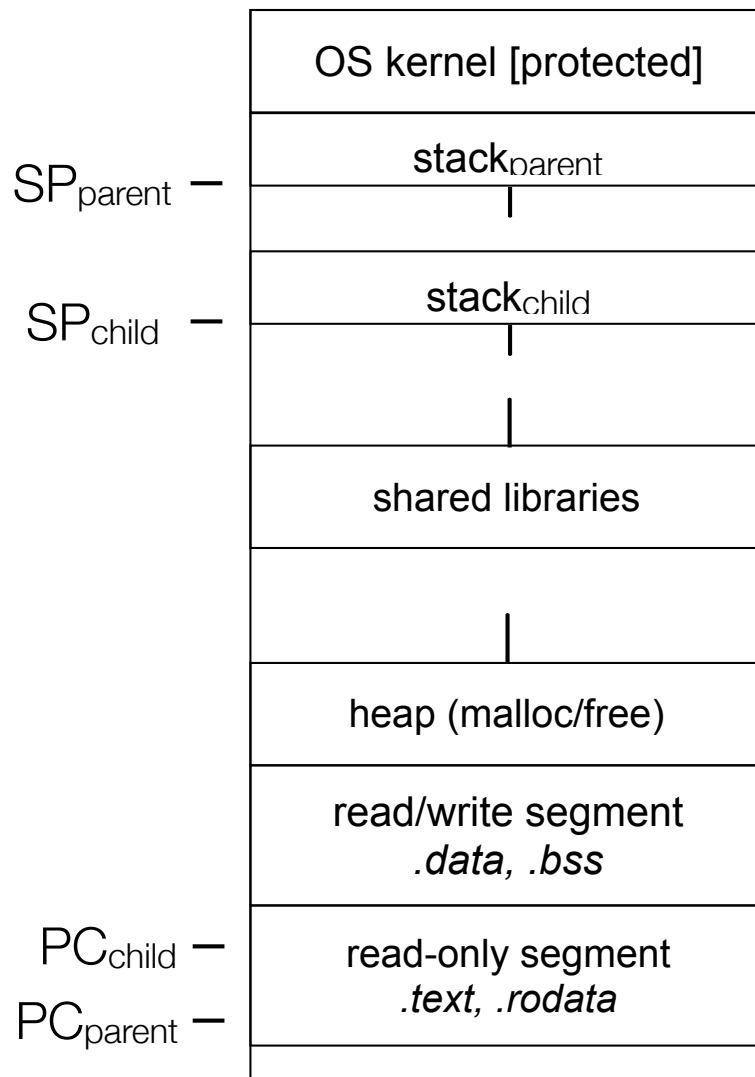 OS kernel [protected]
stackparent
SPparent
stackchild
SPchild
shared libraries
heap (malloc/free)
read/write segment
.data, .bss
PCchild
read-only segment
.text, .rodata
PCparent